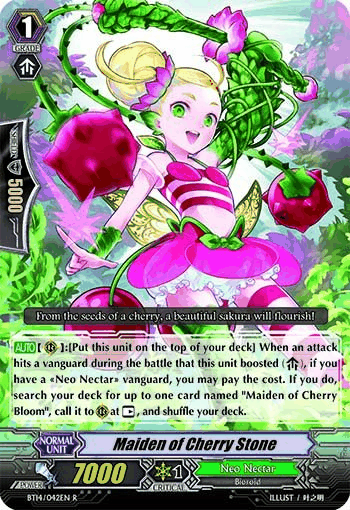 1
GRADE
SHIELD
5000
From the seeds of a cherry, a beautiful sakura will flourish!
AUTO [ ]:[Put this unit on the top of your deck] When an attack
hits a vanguard during the battle that this unit boosted ( ), if you
have a «Neo Nectar» vanguard, you may pay the cost. If you do,
search your deck for up to one card named "Maiden of Cherry
Bloom", call it to at , and shuffle your deck.
NORMAL
UNIT
Maiden of Cherry Stone
7000
1
Neo Nectar
POWER
CRITICAL
Bioroid
BT14/042EN R
ILLUST / 叶之明